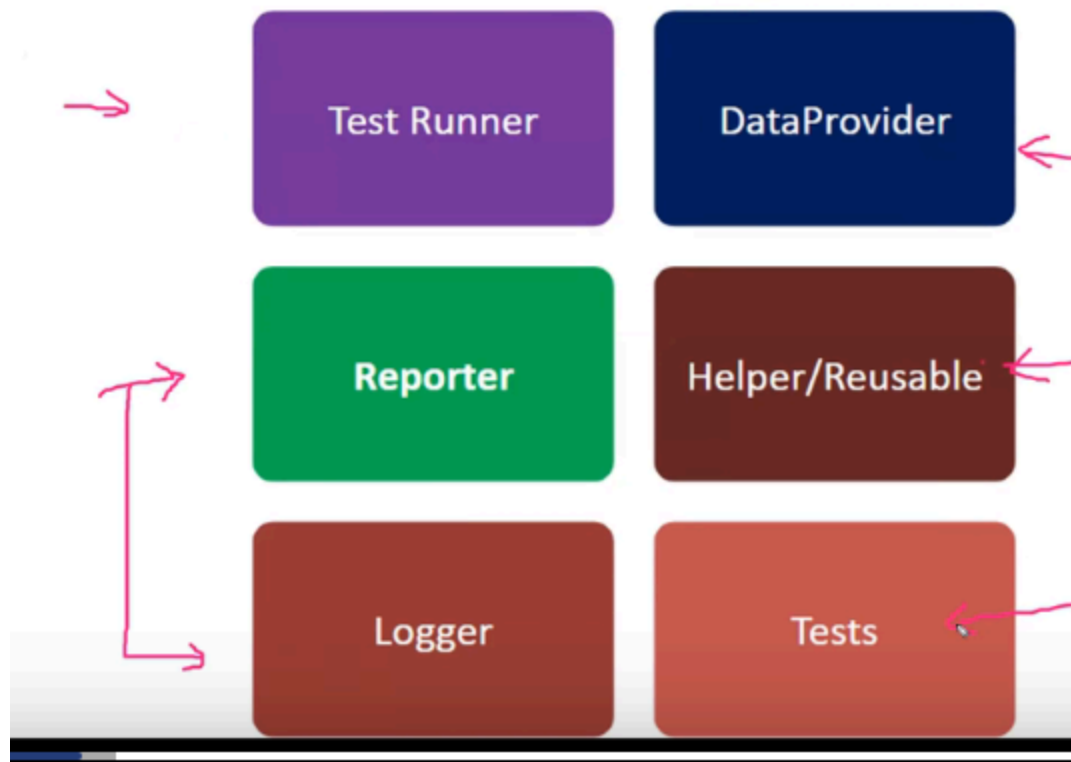 Test Runner
DataProvider
Reporter
Helper/Reusable
Logger
Tests